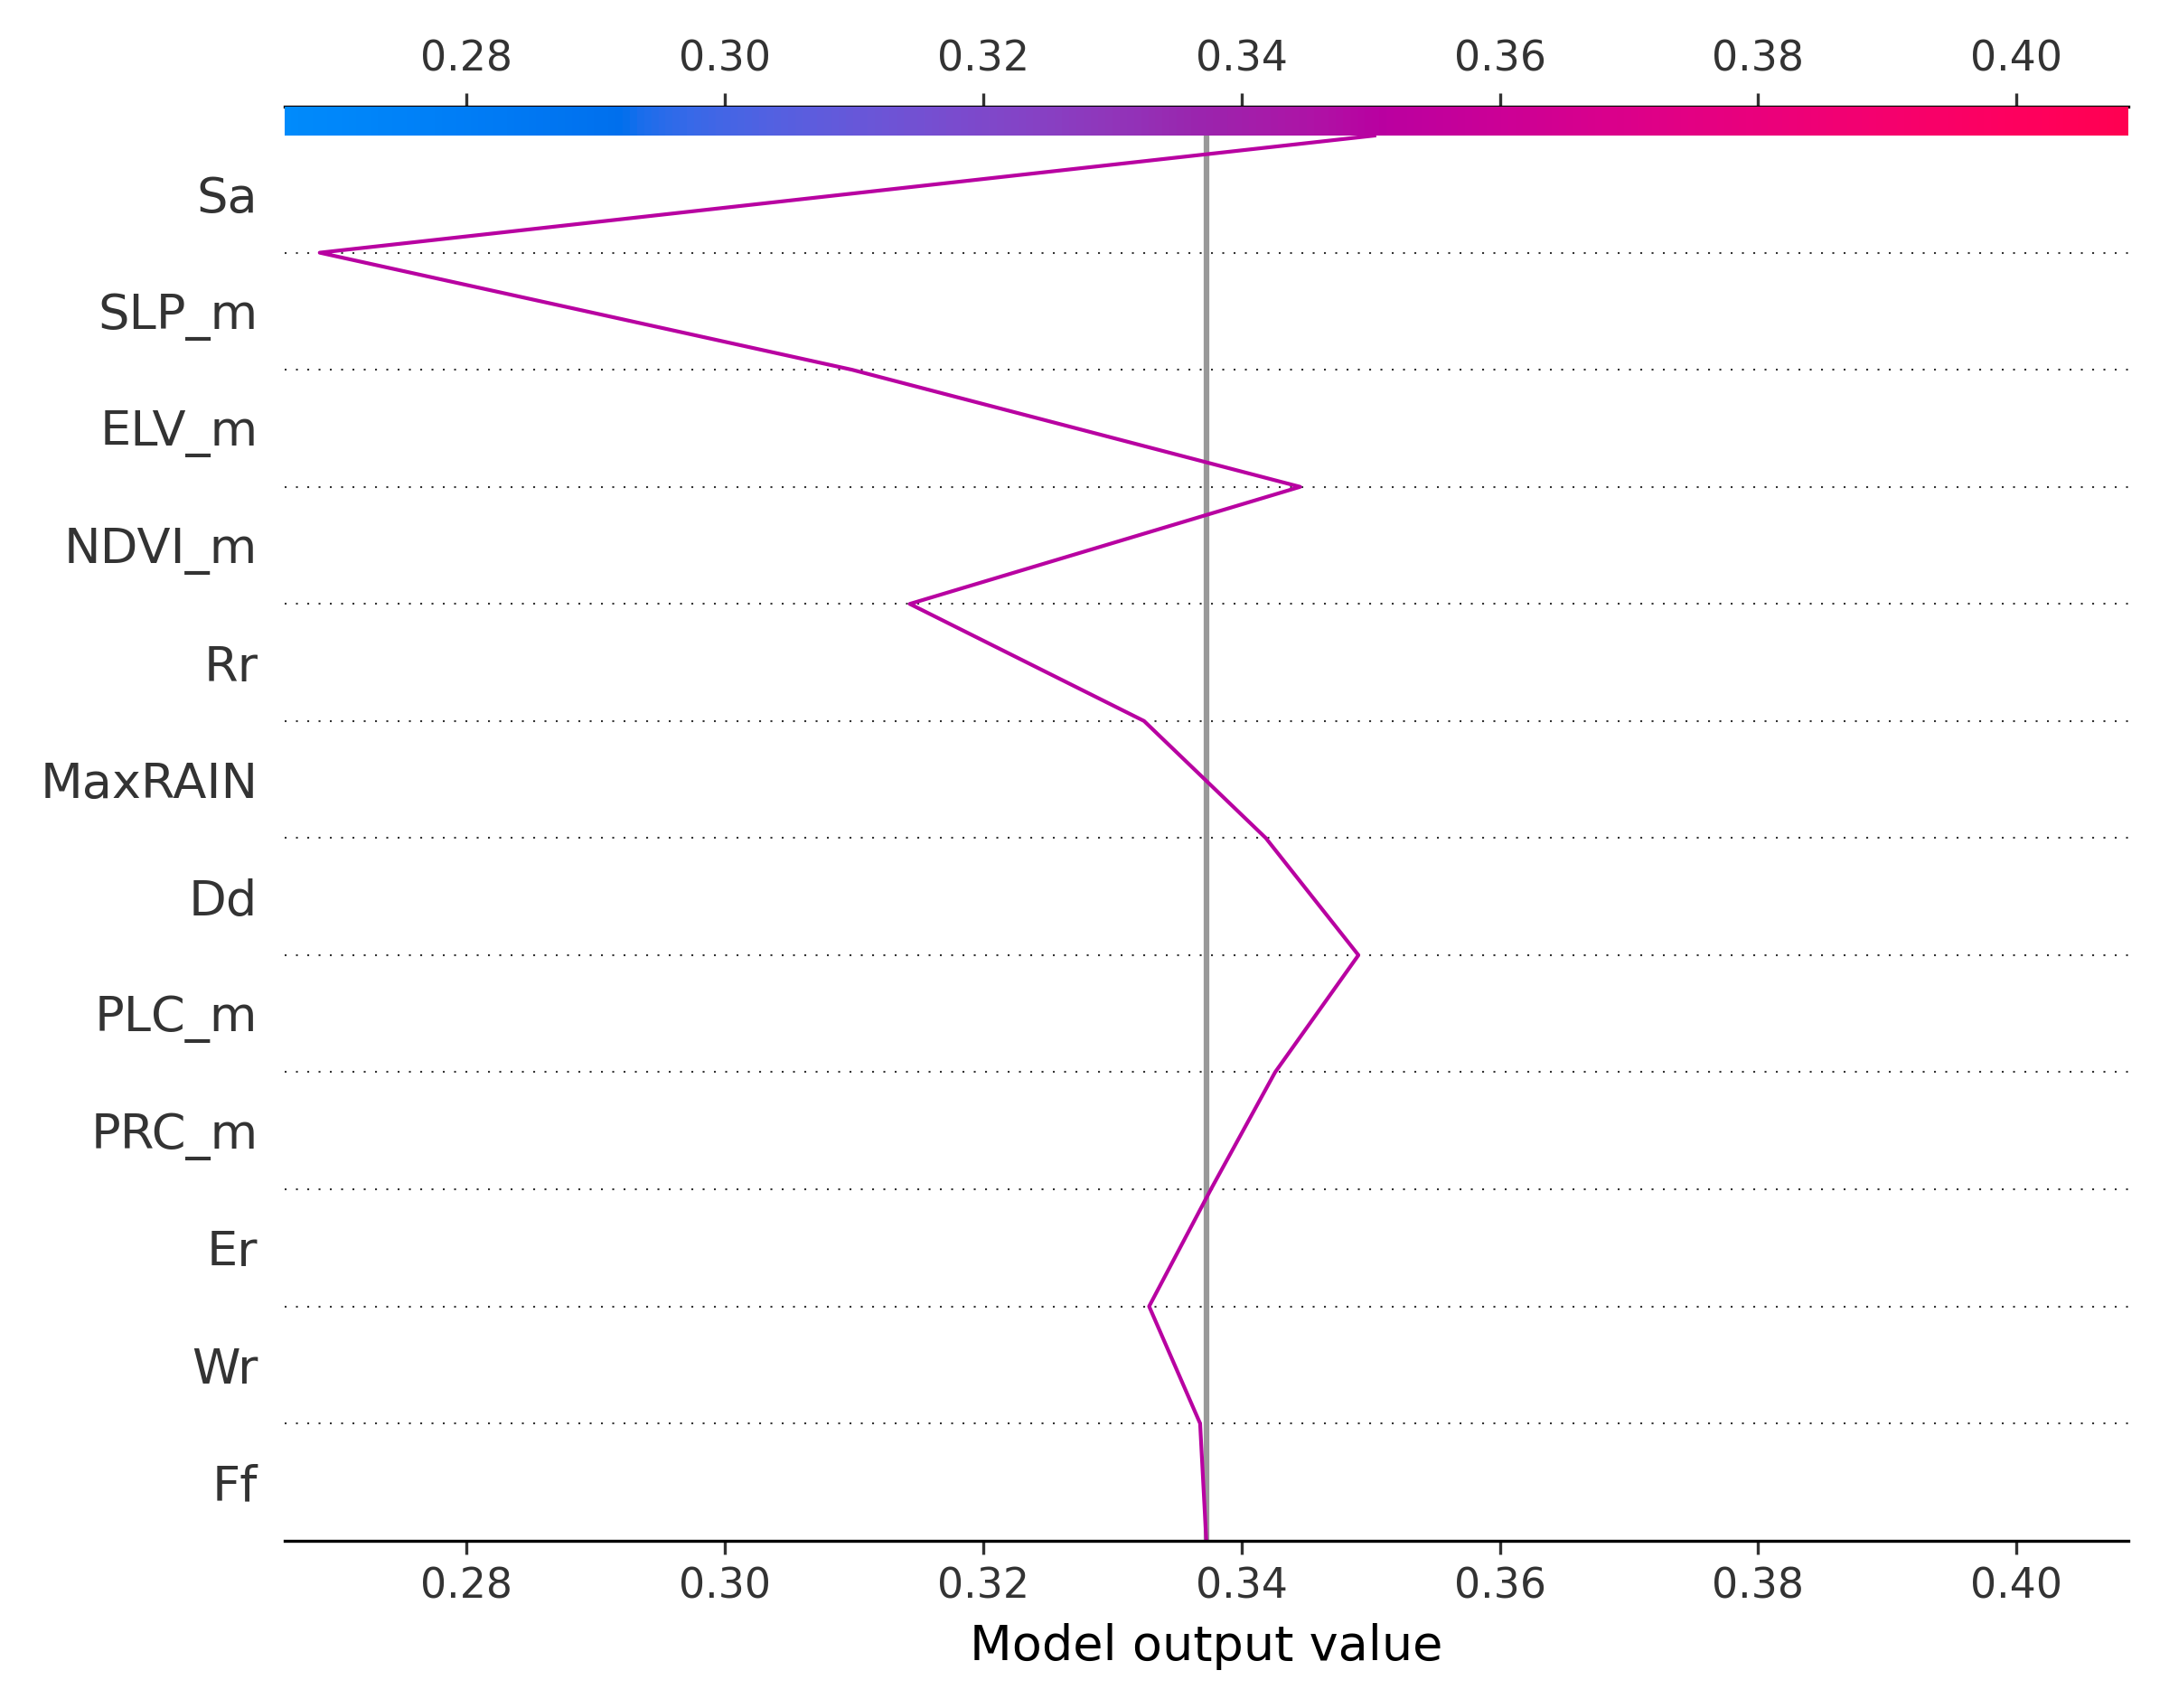 0.28 0.30 0.32 0.34 0.36 0.38 0.40
Sa
SLP_m
ELV_m
NDVI_m
Rr
MaxRAIN
Dd
PLC_m
PRC_m
Er
Wr
Ff
0.28 0.30 0.32 0.34 0.36 0.38 0.40
Model output value